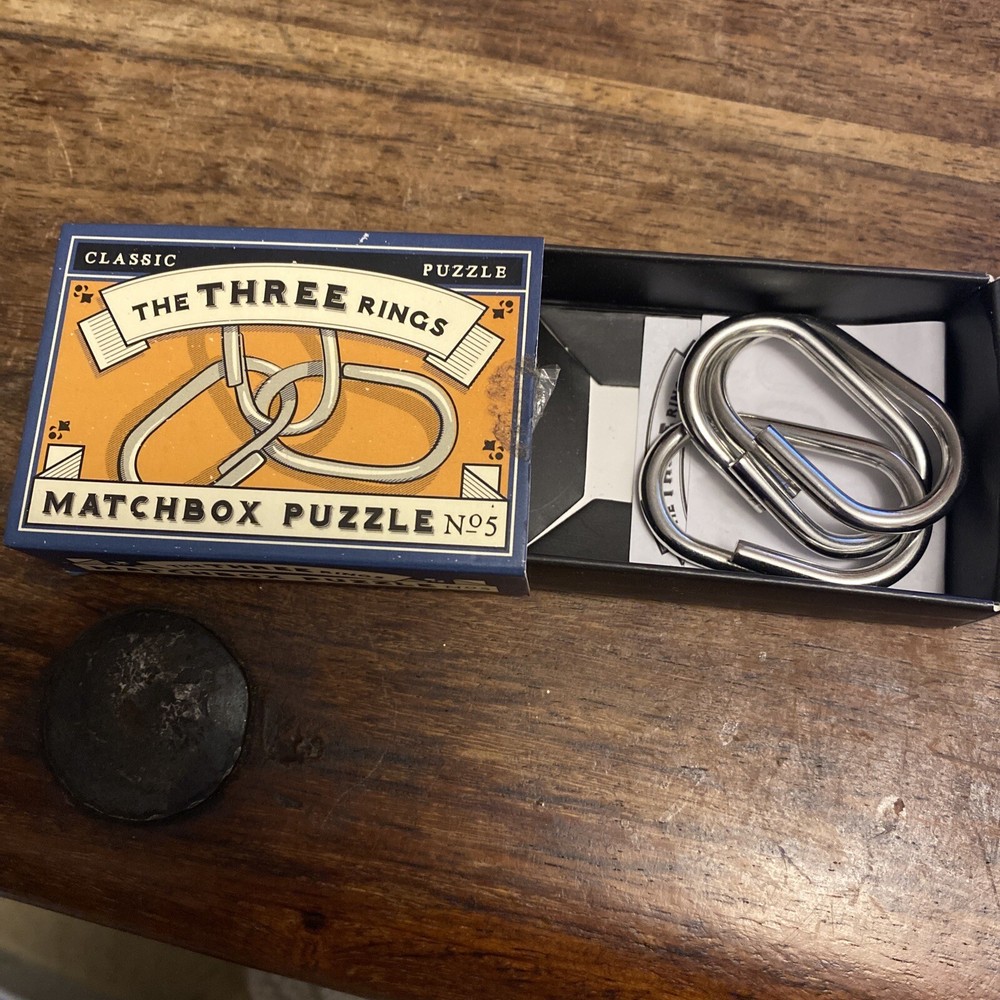 CLASSIC PUZZLE
THE THREE RINGS
MATCHBOX PUZZLE Nº5